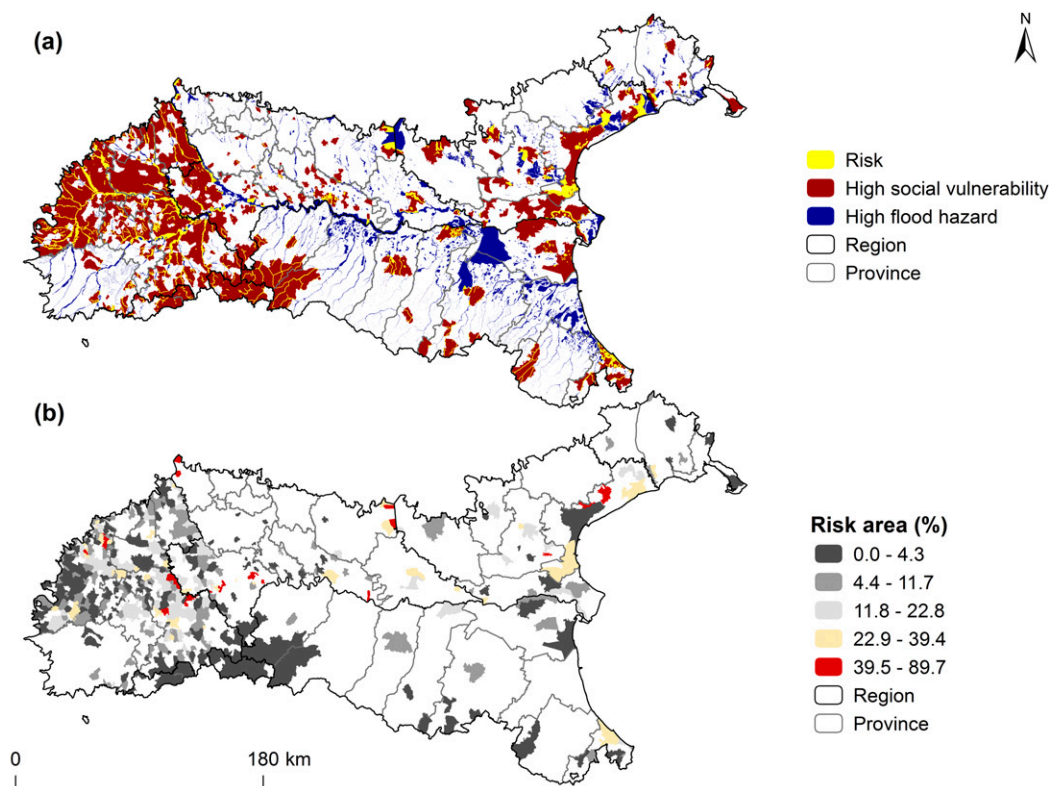 (a)
N
Risk
High social vulnerability
High flood hazard
Region
Province
(b)
Risk area (%)
0.0 - 4.3
4.4 - 11.7
11.8 - 22.8
22.9 - 39.4
39.5 - 89.7
Region
Province
0 180 km